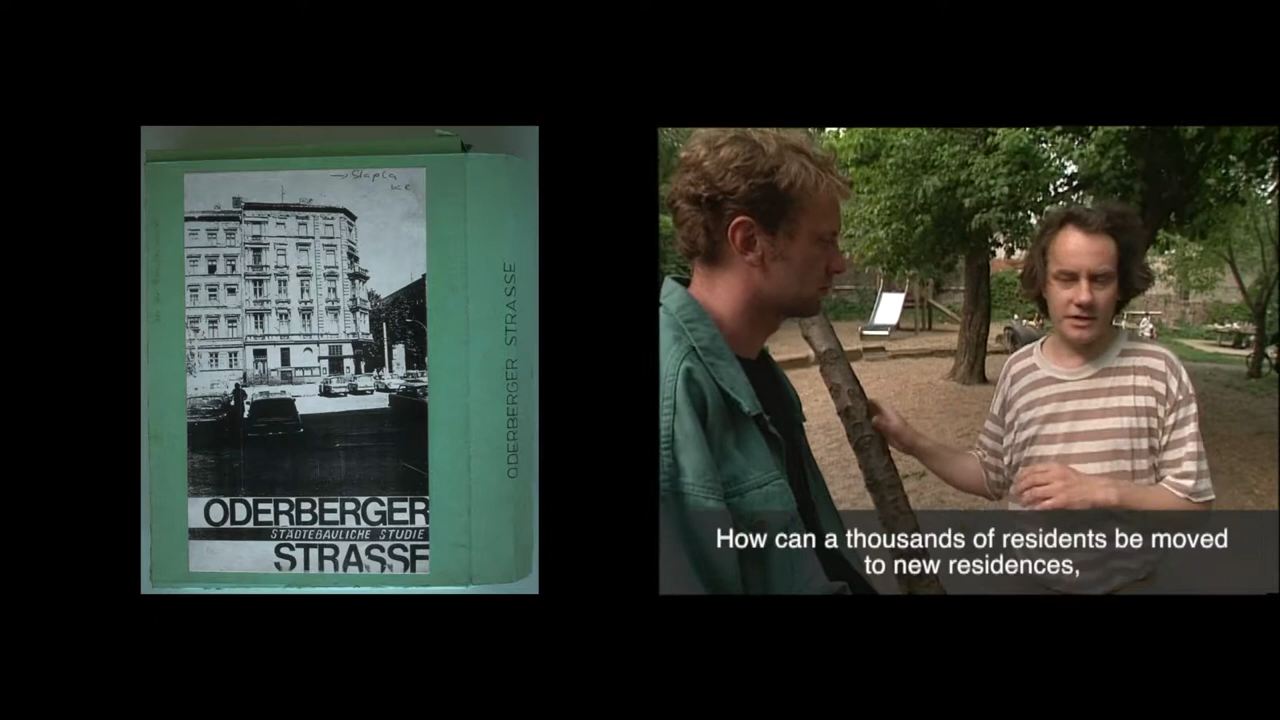 ODERBERGER
STÄDTEBAULICHE STUDIE
STRASSE
ODERBERGER STRASSE
How can a thousands of residents be moved
to new residences,